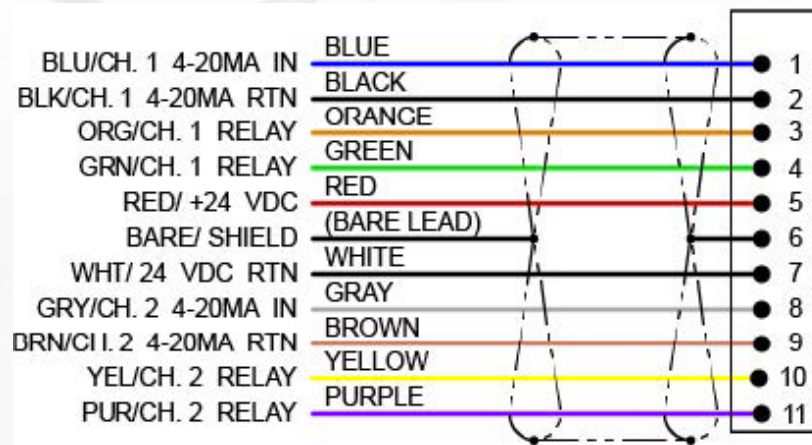 BLU/CH. 1 4-20MA IN BLUE 1
BLK/CH. 1 4-20MA RTN BLACK 2
ORG/CH. 1 RELAY ORANGE 3
GRN/CH. 1 RELAY GREEN 4
RED/ +24 VDC RED 5
BARE/ SHIELD (BARE LEAD) 6
WHT/ 24 VDC RTN WHITE 7
GRY/CH. 2 4-20MA IN GRAY 8
BRN/CH. 2 4-20MA RTN BROWN 9
YEL/CH. 2 RELAY YELLOW 10
PUR/CH. 2 RELAY PURPLE 11